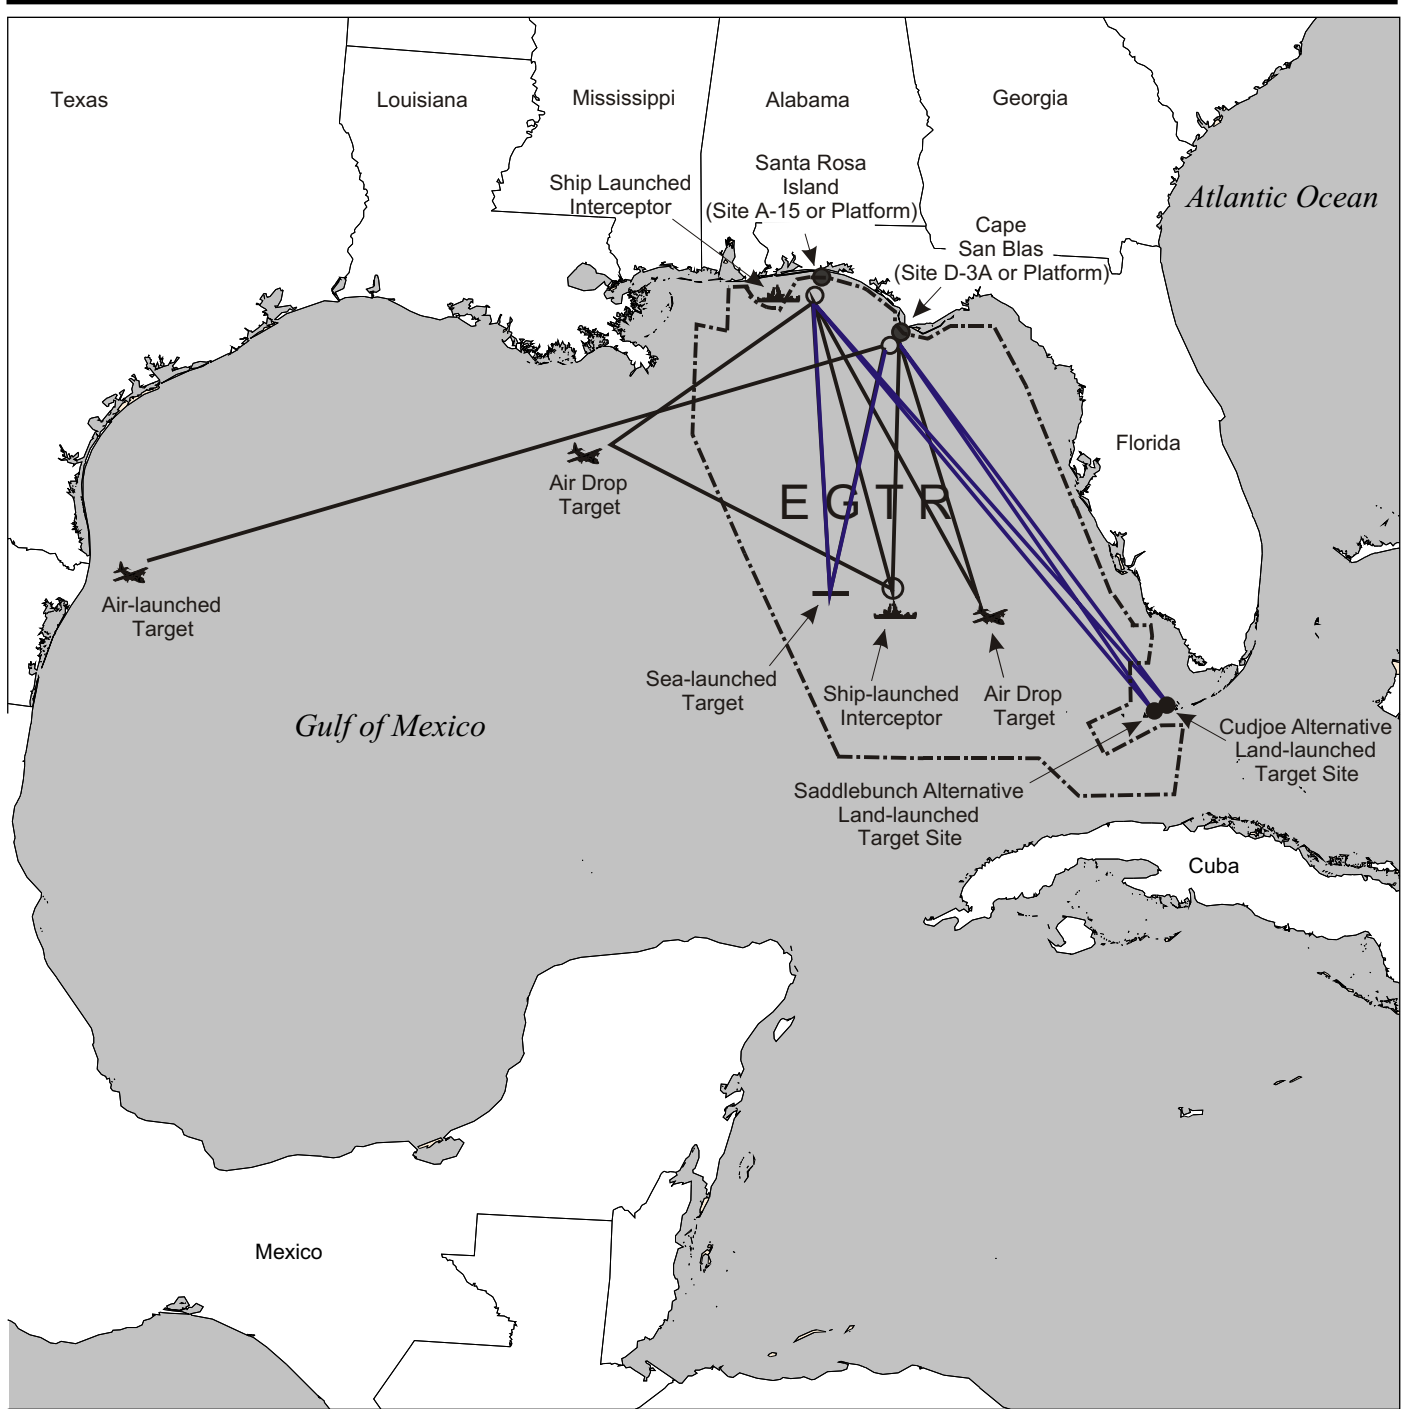 Texas
Louisiana
Mississippi
Alabama
Georgia
Santa Rosa
Island
(Site A-15 or Platform)
Ship Launched
Interceptor
Atlantic Ocean
Cape
San Blas
(Site D-3A or Platform)
Florida
Air Drop
Target
E G T R
Air-launched
Target
Sea-launched
Target
Ship-launched
Interceptor
Air Drop
Target
Gulf of Mexico
Cudjoe Alternative
Land-launched
Target Site
Saddlebunch Alternative
Land-launched
Target Site
Cuba
Mexico